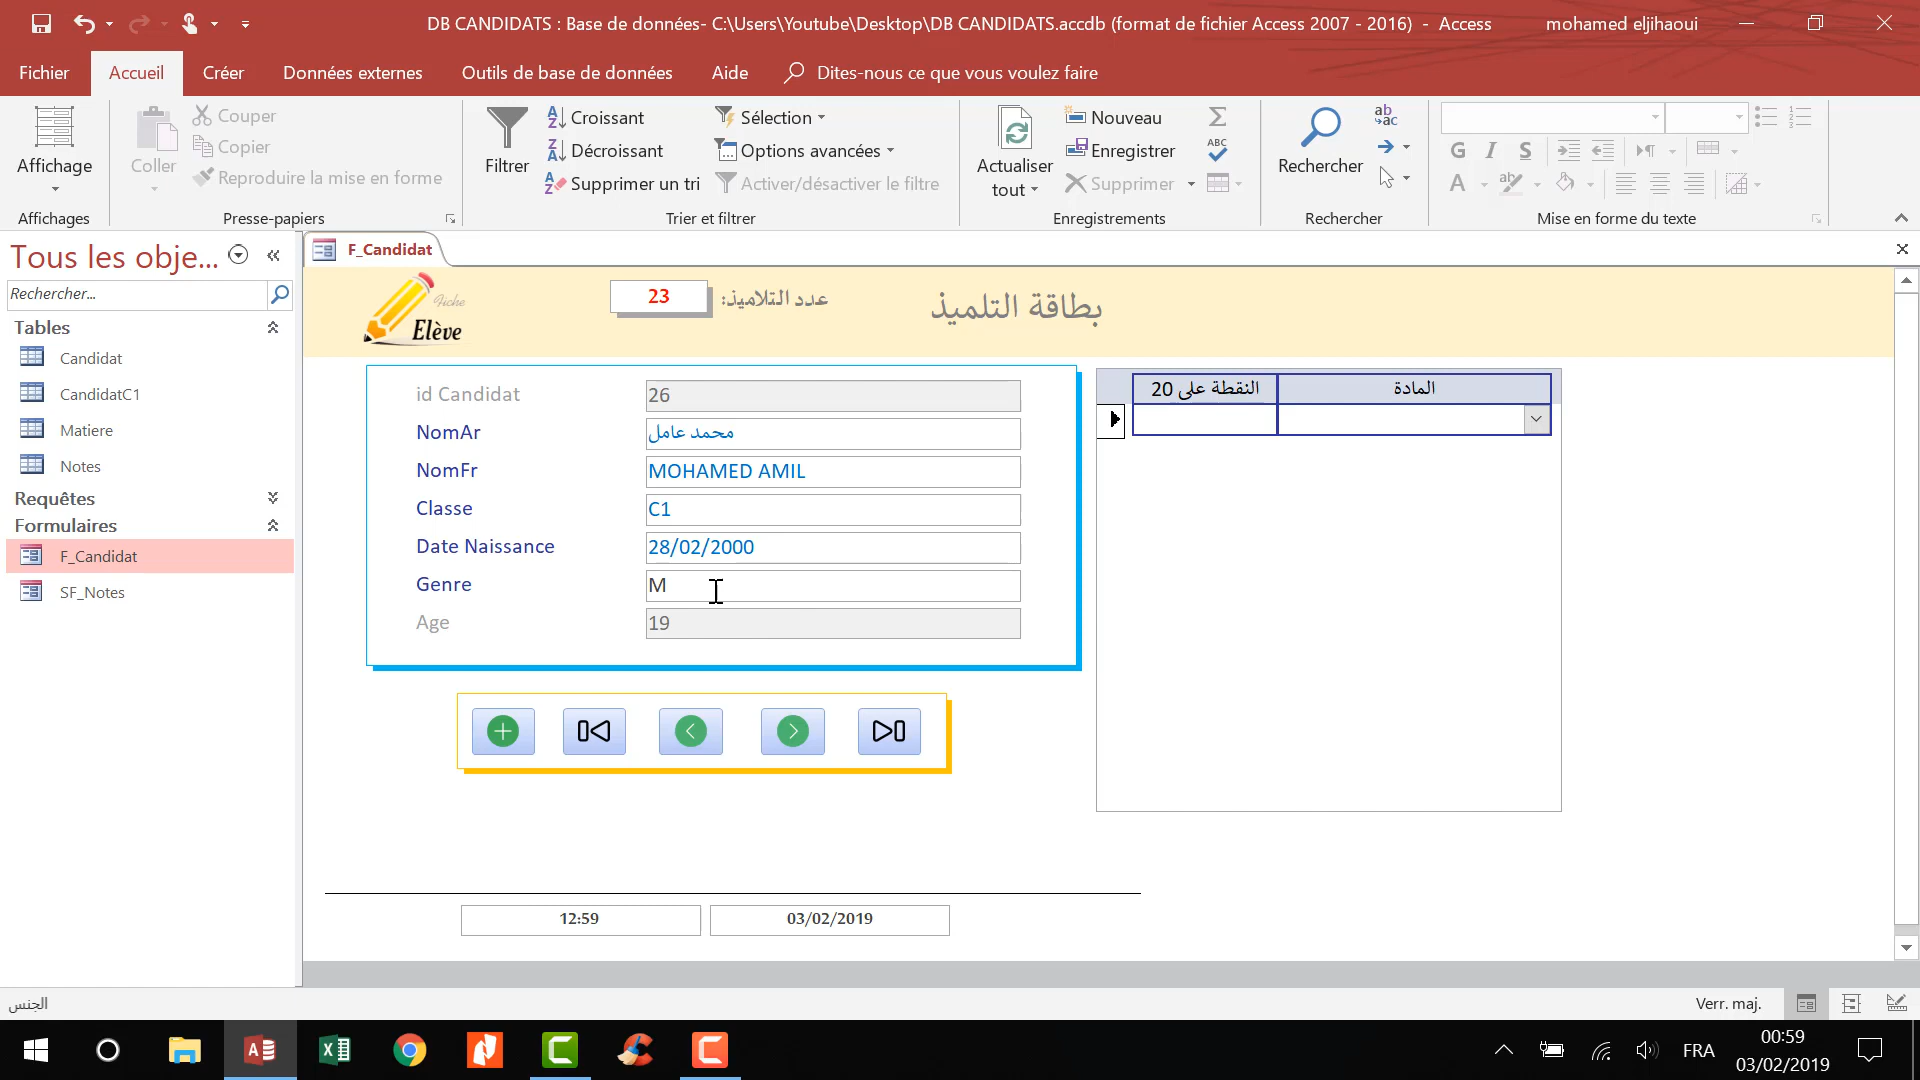 DB CANDIDATS : Base de données- C:\Users\Youtube\Desktop\DB CANDIDATS.accdb (format de fichier Access 2007 - 2016) - Access
mohamed eljihaoui
Fichier Accueil Créer Données externes Outils de base de données Aide Dites-nous ce que vous voulez faire
Affichage
Affichages
Coller
Couper
Copier
Reproduire la mise en forme
Presse-papiers
Filtrer
Croissant
Décroissant
Supprimer un tri
Sélection
Options avancées
Activer/désactiver le filtre
Trier et filtrer
Actualiser
tout
Nouveau
Enregistrer
Supprimer
Enregistrements
Rechercher
Rechercher
G I S
A
Mise en forme du texte
Tous les obje...
Rechercher...
Tables
Candidat
CandidatC1
Matiere
Notes
Requêtes
Formulaires
F_Candidat
SF_Notes
F_Candidat
Fiche
Elève
23
عدد التلاميذ:
بطاقة التلميذ
id Candidat 26
NomAr محمد عامل
NomFr MOHAMED AMIL
Classe C1
Date Naissance 28/02/2000
Genre M
Age 19
النقطة على 20
المادة
12:59
03/02/2019
الجنس
Verr. maj.
FRA
00:59
03/02/2019